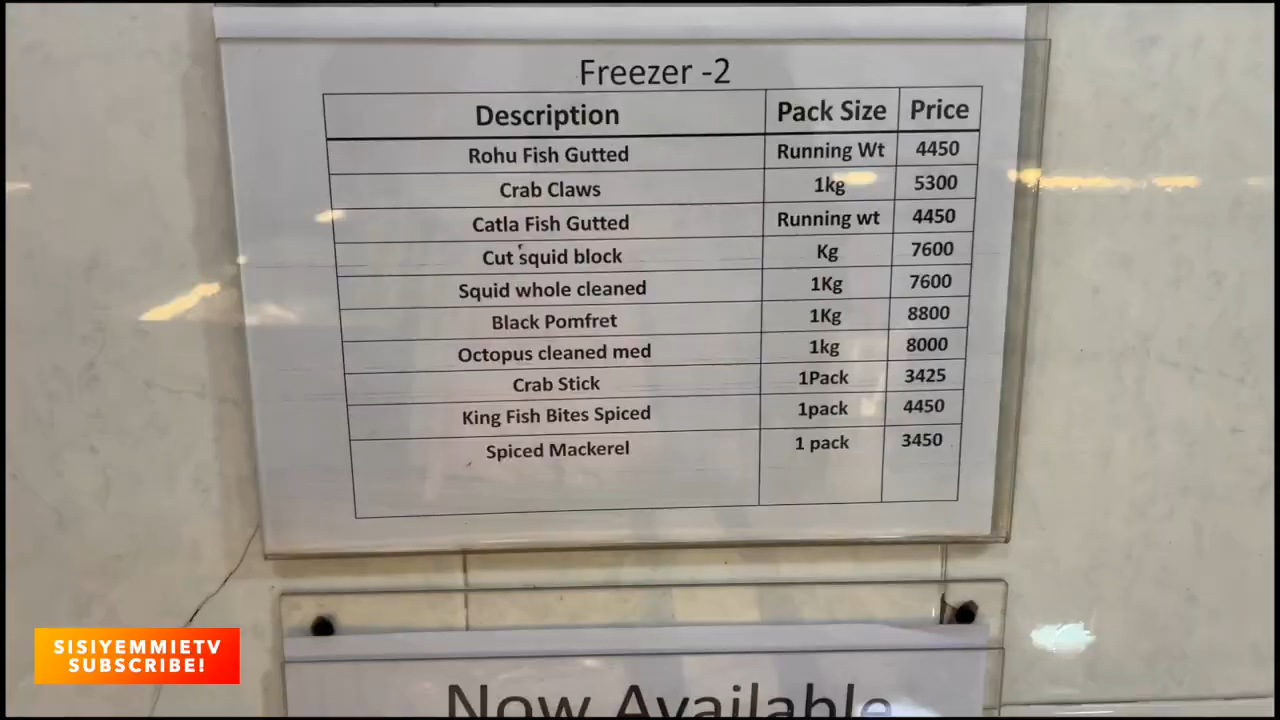 Freezer -2
Description Pack Size Price
Rohu Fish Gutted Running Wt 4450
Crab Claws 1kg 5300
Catla Fish Gutted Running wt 4450
Cut squid block Kg 7600
Squid whole cleaned 1Kg 7600
Black Pomfret 1Kg 8800
Octopus cleaned med 1kg 8000
Crab Stick 1Pack 3425
King Fish Bites Spiced 1pack 4450
Spiced Mackerel 1 pack 3450
SISIYEMMIETV
SUBSCRIBE!
Now Available